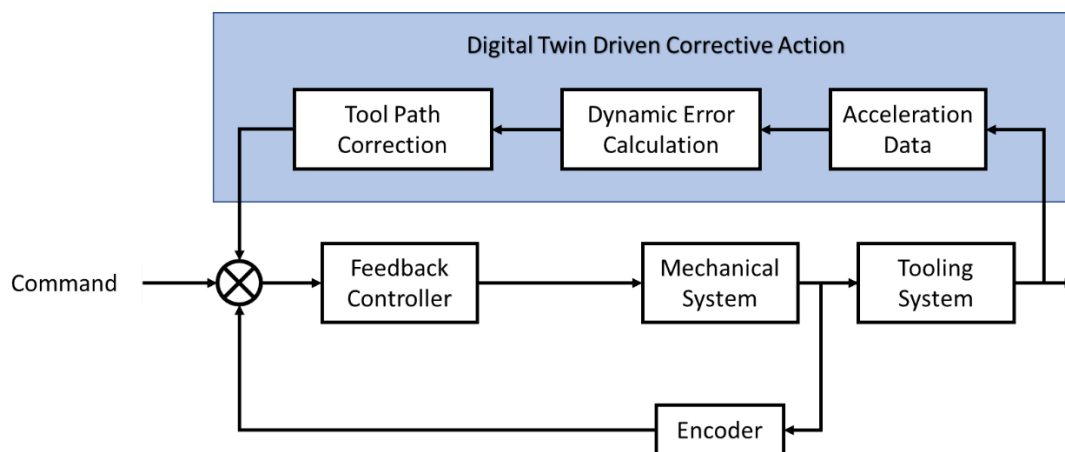 Digital Twin Driven Corrective Action
Tool Path
Correction
Dynamic Error
Calculation
Acceleration
Data
Command
Feedback
Controller
Mechanical
System
Tooling
System
Encoder